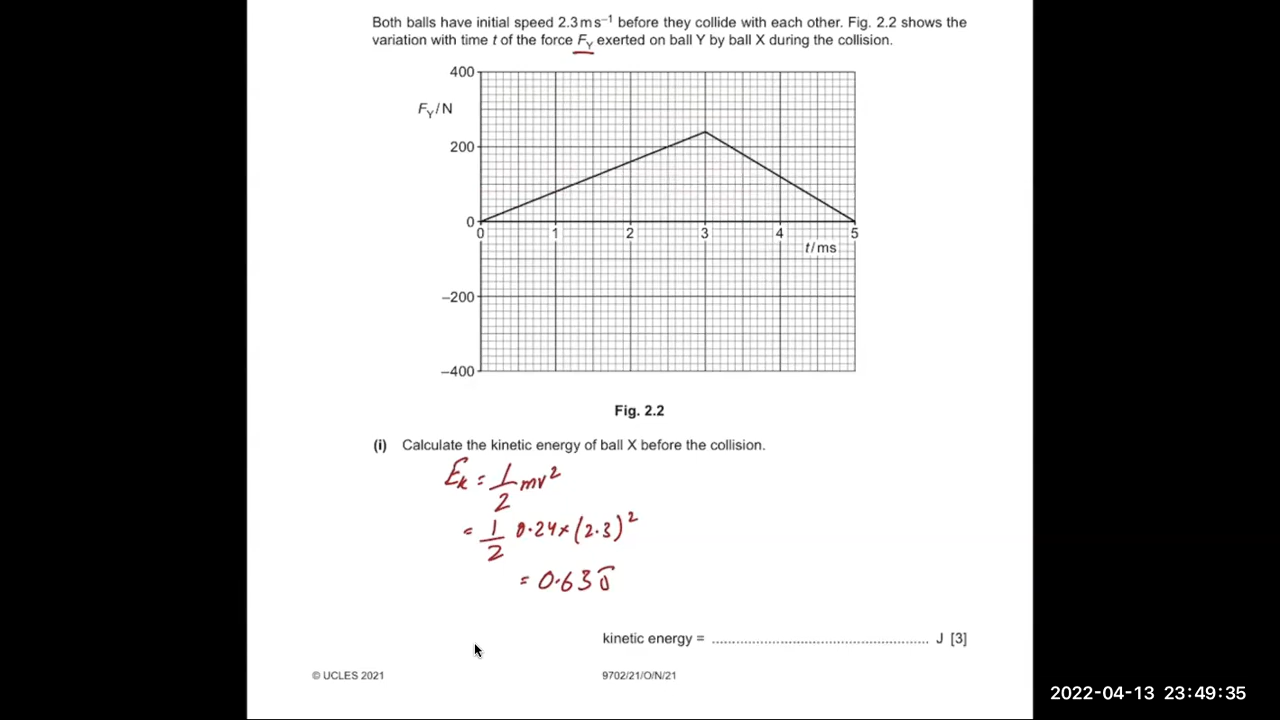 Both balls have initial speed 2.3 m s⁻¹ before they collide with each other. Fig. 2.2 shows the
variation with time t of the force F_Y exerted on ball Y by ball X during the collision.
400
F_Y / N
200
0
0 1 2 3 4 5
t / ms
−200
−400
Fig. 2.2
(i) Calculate the kinetic energy of ball X before the collision.
E_k = 1/2 mv²
= 1/2 0.24 × (2.3)²
= 0.63 J
kinetic energy = ................................................ J [3]
© UCLES 2021
9702/21/O/N/21
2022-04-13 23:49:35